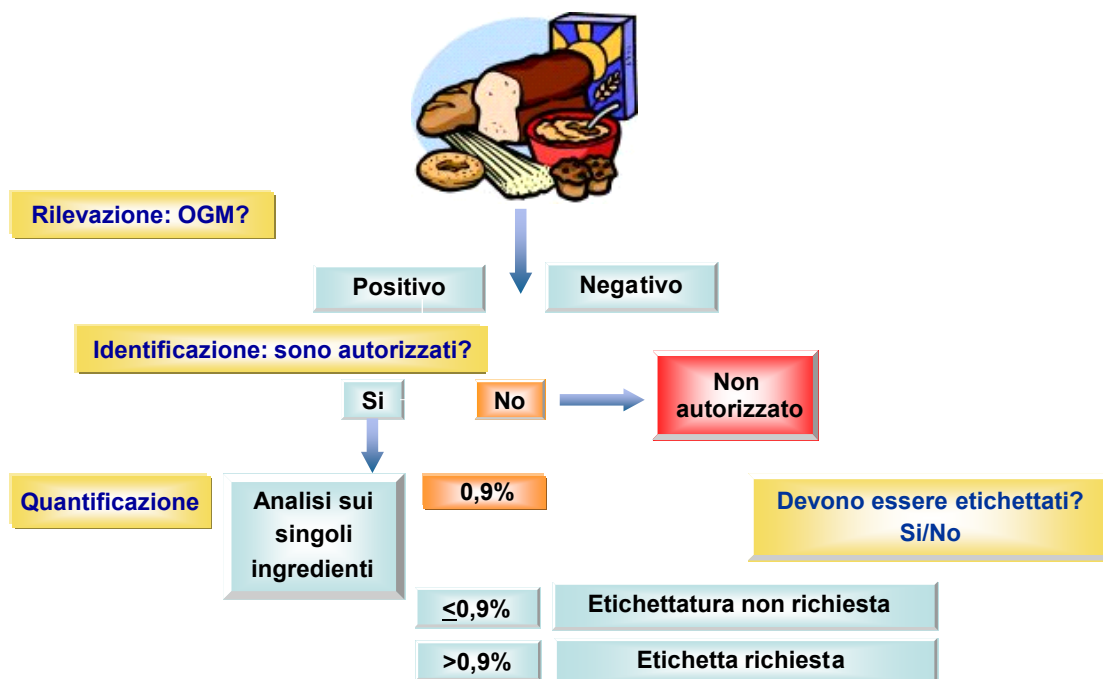 Rilevazione: OGM?
Positivo
Negativo
Identificazione: sono autorizzati?
Si
No
Non
autorizzato
Quantificazione
Analisi sui
singoli
ingredienti
0,9%
Devono essere etichettati?
Si/No
≤0,9%
Etichettatura non richiesta
>0,9%
Etichetta richiesta